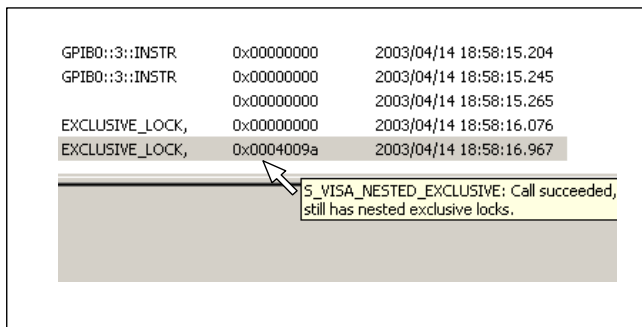 GPIB0::3::INSTR 0x00000000 2003/04/14 18:58:15.204
GPIB0::3::INSTR 0x00000000 2003/04/14 18:58:15.245
0x00000000 2003/04/14 18:58:15.265
EXCLUSIVE_LOCK, 0x00000000 2003/04/14 18:58:16.076
EXCLUSIVE_LOCK, 0x0004009a 2003/04/14 18:58:16.967
S_VISA_NESTED_EXCLUSIVE: Call succeeded,
still has nested exclusive locks.